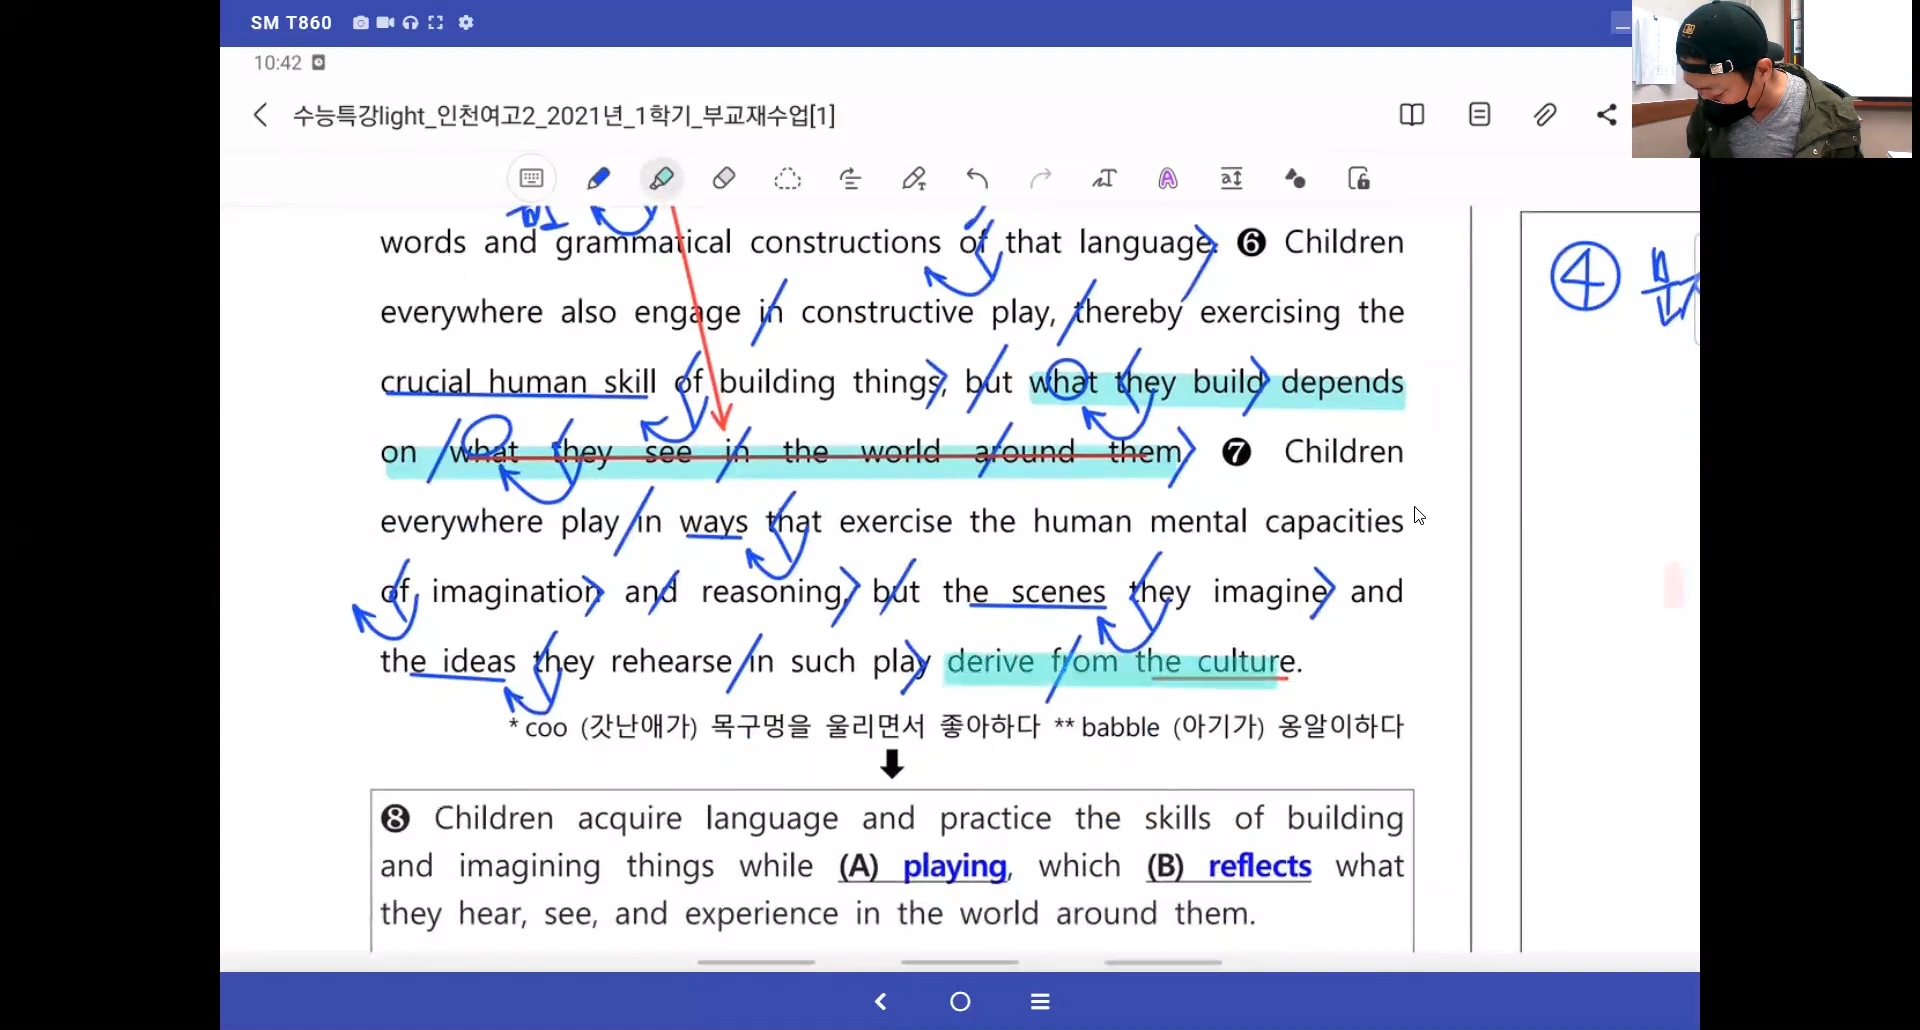 SM T860
10:42
수능특강light_인천여고2_2021년_1학기_부교재수업[1]
words and grammatical constructions of that language. ❻ Children
everywhere also engage in constructive play, thereby exercising the
crucial human skill of building things, but what they build depends
on what they see in the world around them. ❼ Children
everywhere play in ways that exercise the human mental capacities
of imagination and reasoning, but the scenes they imagine and
the ideas they rehearse in such play derive from the culture.
* coo (갓난애가) 목구멍을 울리면서 좋아하다 ** babble (아기가) 옹알이하다
❽ Children acquire language and practice the skills of building
and imagining things while (A) playing, which (B) reflects what
they hear, see, and experience in the world around them.
④